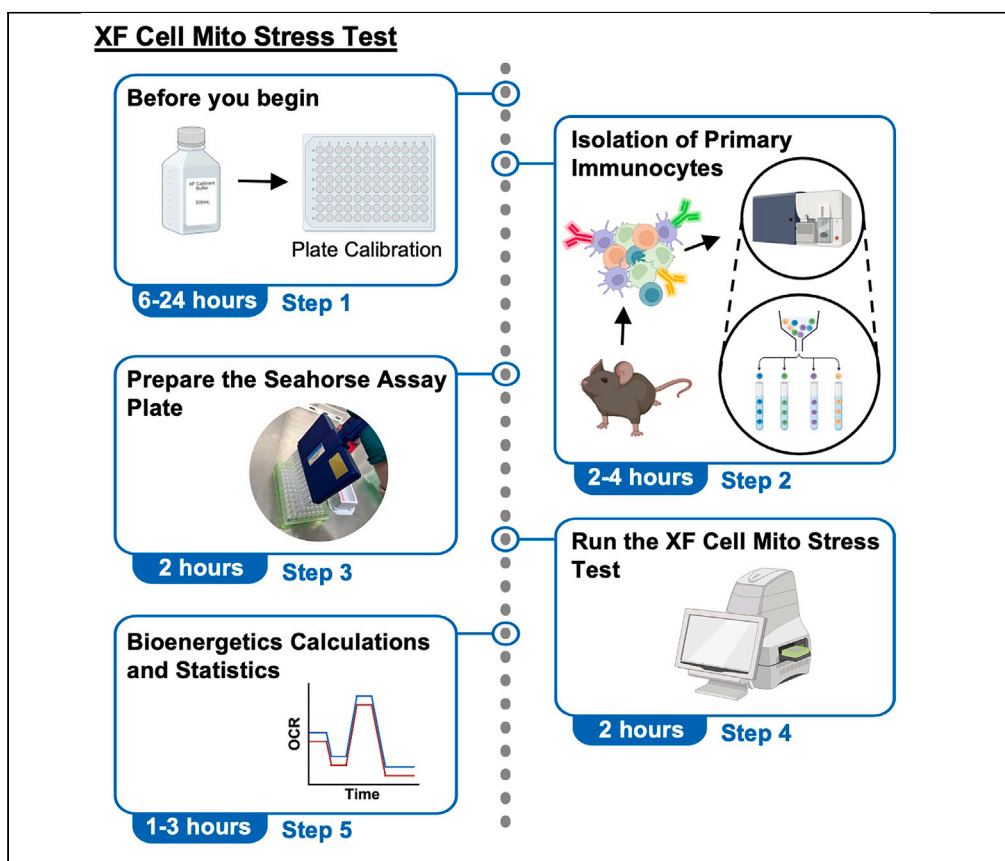 XF Cell Mito Stress Test
Before you begin
XF Calibrant
Buffer
500mL
Plate Calibration
6-24 hours
Step 1
Isolation of Primary
Immunocytes
2-4 hours
Step 2
Prepare the Seahorse Assay
Plate
2 hours
Step 3
Run the XF Cell Mito Stress
Test
2 hours
Step 4
Bioenergetics Calculations
and Statistics
OCR
Time
1-3 hours
Step 5